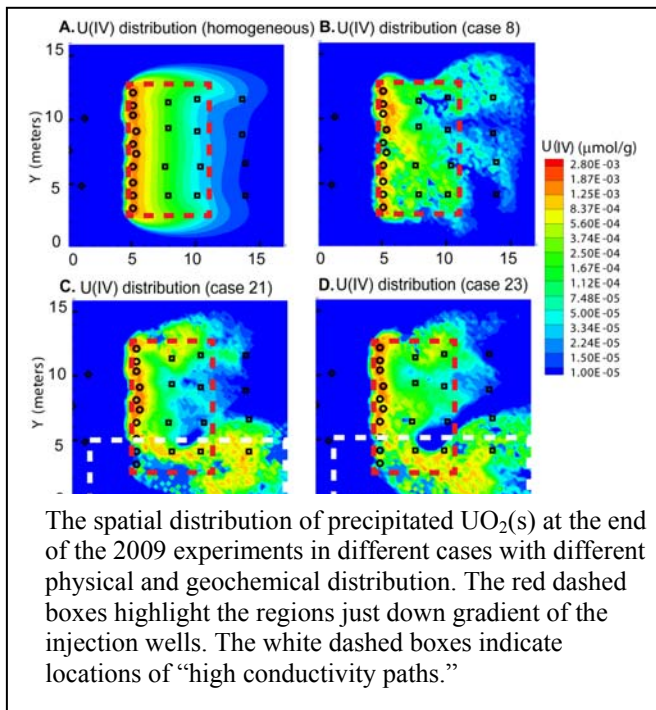 A. U(IV) distribution (homogeneous)
B. U(IV) distribution (case 8)
Y (meters)
15
10
5
0
0
5
10
15
0
5
10
15
C. U(IV) distribution (case 21)
D. U(IV) distribution (case 23)
Y (meters)
15
10
5
U(IV) (μmol/g)
2.80E-03
1.87E-03
1.25E-03
8.37E-04
5.60E-04
3.74E-04
2.50E-04
1.67E-04
1.12E-04
7.48E-05
5.00E-05
3.34E-05
2.24E-05
1.50E-05
1.00E-05
The spatial distribution of precipitated UO₂(s) at the end
of the 2009 experiments in different cases with different
physical and geochemical distribution. The red dashed
boxes highlight the regions just down gradient of the
injection wells. The white dashed boxes indicate
locations of “high conductivity paths.”